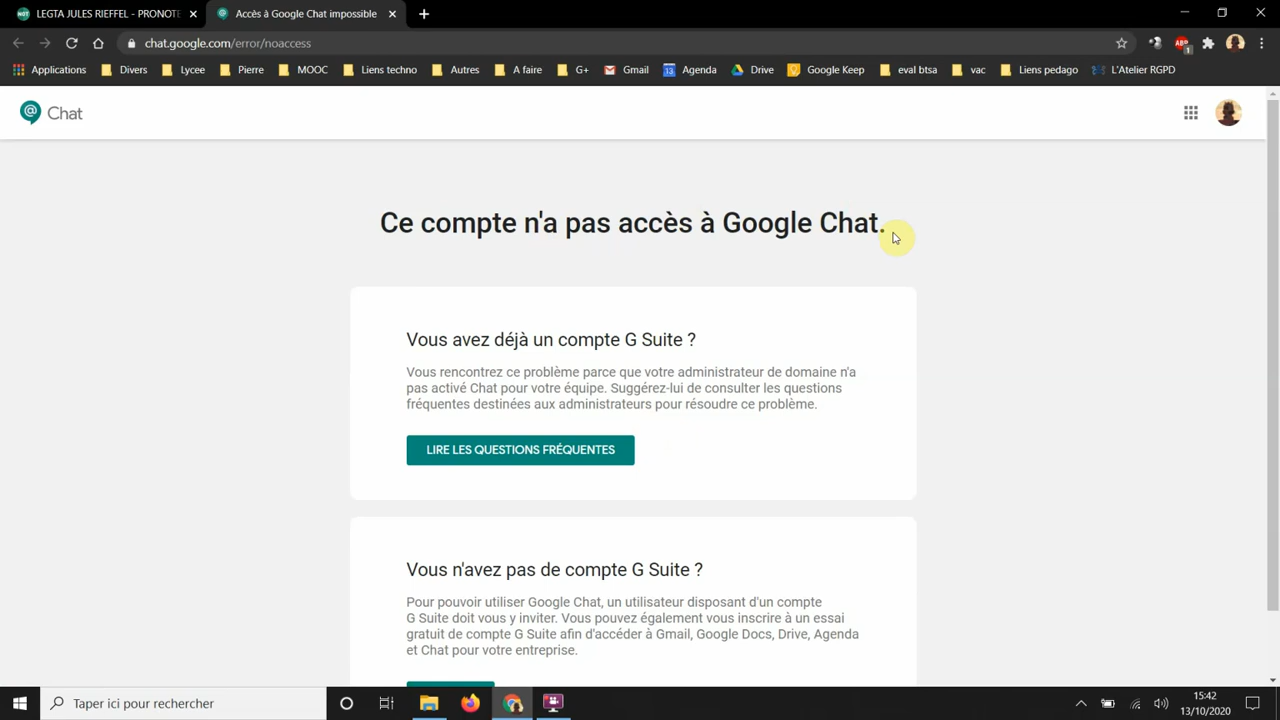 LEGTA JULES RIEFFEL - PRONOTE
Accès à Google Chat impossible
chat.google.com/error/noaccess
Applications
Divers
Lycee
Pierre
MOOC
Liens techno
Autres
A faire
G+
Gmail
13
Agenda
Drive
Google Keep
eval btsa
vac
Liens pedago
L'Atelier RGPD
ABP
1
Chat
Ce compte n'a pas accès à Google Chat.
Vous avez déjà un compte G Suite ?
Vous rencontrez ce problème parce que votre administrateur de domaine n'a
pas activé Chat pour votre équipe. Suggérez-lui de consulter les questions
fréquentes destinées aux administrateurs pour résoudre ce problème.
LIRE LES QUESTIONS FRÉQUENTES
Vous n'avez pas de compte G Suite ?
Pour pouvoir utiliser Google Chat, un utilisateur disposant d'un compte
G Suite doit vous y inviter. Vous pouvez également vous inscrire à un essai
gratuit de compte G Suite afin d'accéder à Gmail, Google Docs, Drive, Agenda
et Chat pour votre entreprise.
Taper ici pour rechercher
15:42
13/10/2020